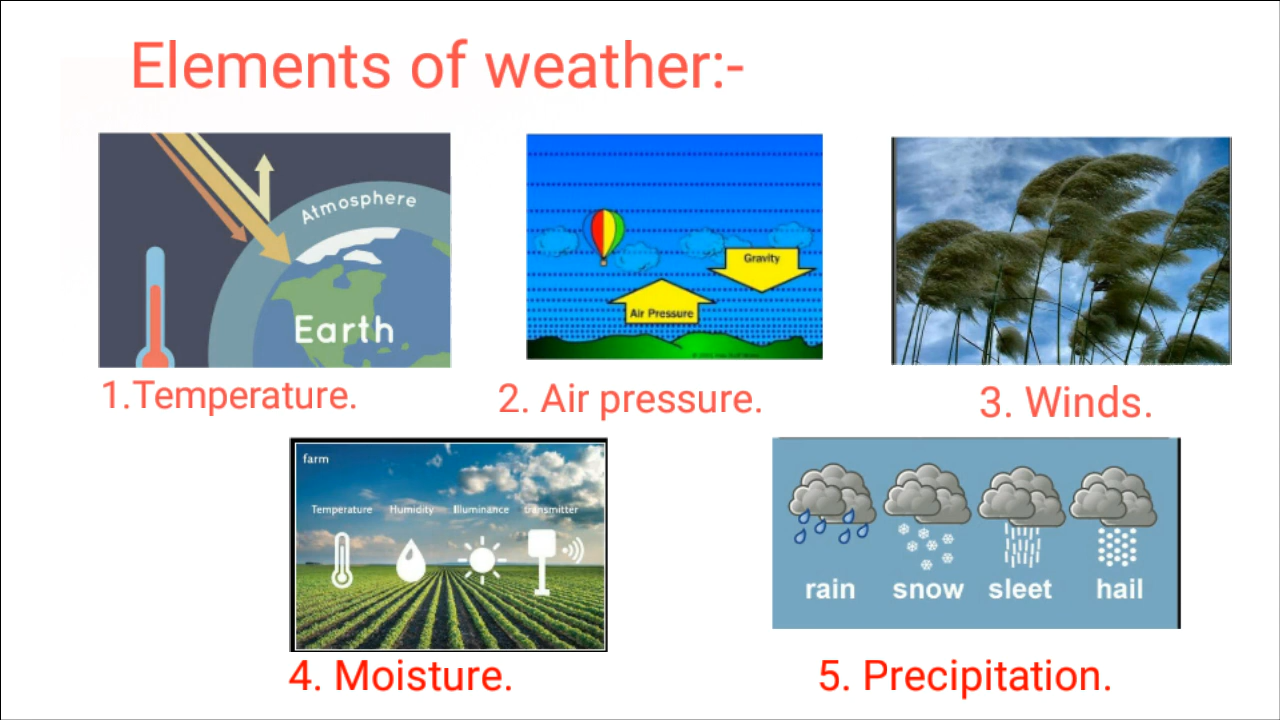 Elements of weather:-
Atmosphere
Earth
Gravity
Air Pressure
1.Temperature.
2. Air pressure.
3. Winds.
farm
Temperature Humidity Illuminance transmitter
rain snow sleet hail
4. Moisture.
5. Precipitation.